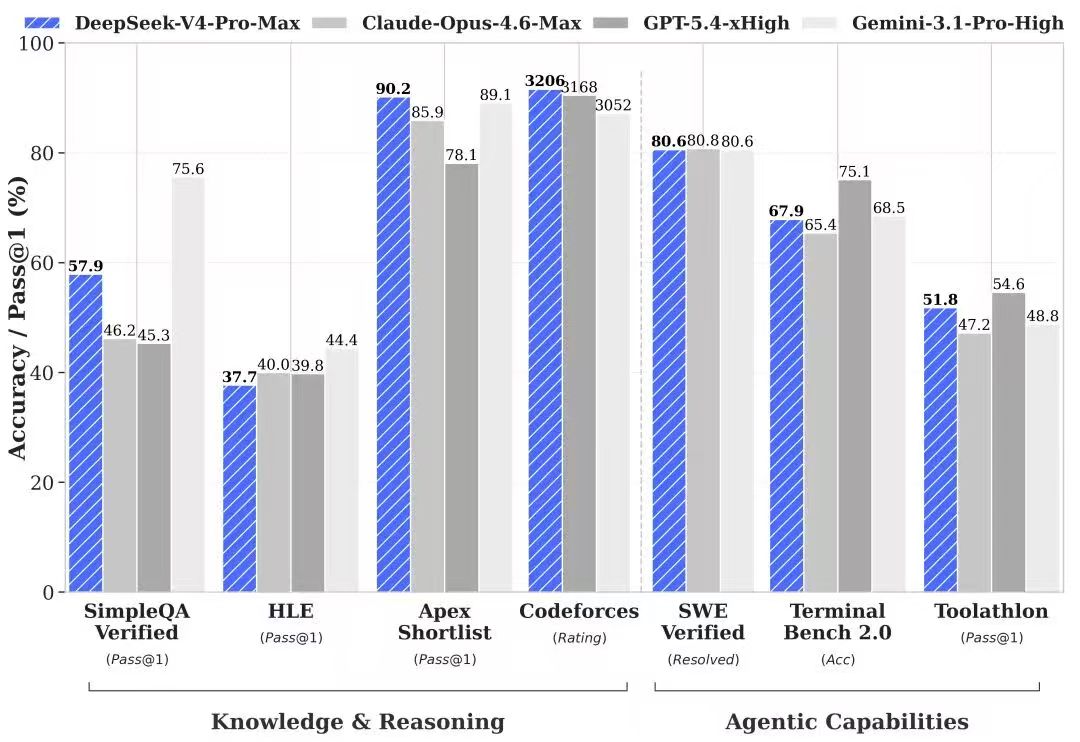 DeepSeek-V4-Pro-Max Claude-Opus-4.6-Max GPT-5.4-xHigh Gemini-3.1-Pro-High
Accuracy / Pass@1 (%)
100
80
60
40
20
0
57.9 46.2 45.3 75.6
37.7 40.0 39.8 44.4
90.2 85.9 78.1 89.1
3206 3168 3052
80.6 80.8 80.6
67.9 65.4 75.1 68.5
51.8 47.2 54.6 48.8
SimpleQA
Verified
(Pass@1)
HLE
(Pass@1)
Apex
Shortlist
(Pass@1)
Codeforces
(Rating)
SWE
Verified
(Resolved)
Terminal
Bench 2.0
(Acc)
Toolathlon
(Pass@1)
Knowledge & Reasoning
Agentic Capabilities